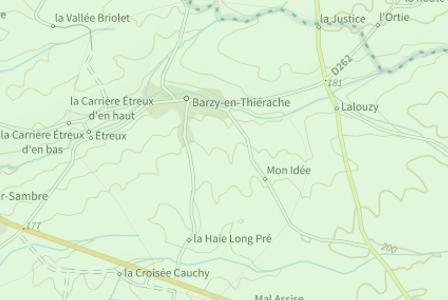 la Vallée Briolet
la Justice
l'Ortie
D262
181
la Carrière Étreux
d'en haut
Barzy-en-Thiérache
Lalouzy
la Carrière Étreux
d'en bas
Étreux
Mon Idée
r-Sambre
177
la Haie Long Pré
200
la Croisée Cauchy
Mal Assise